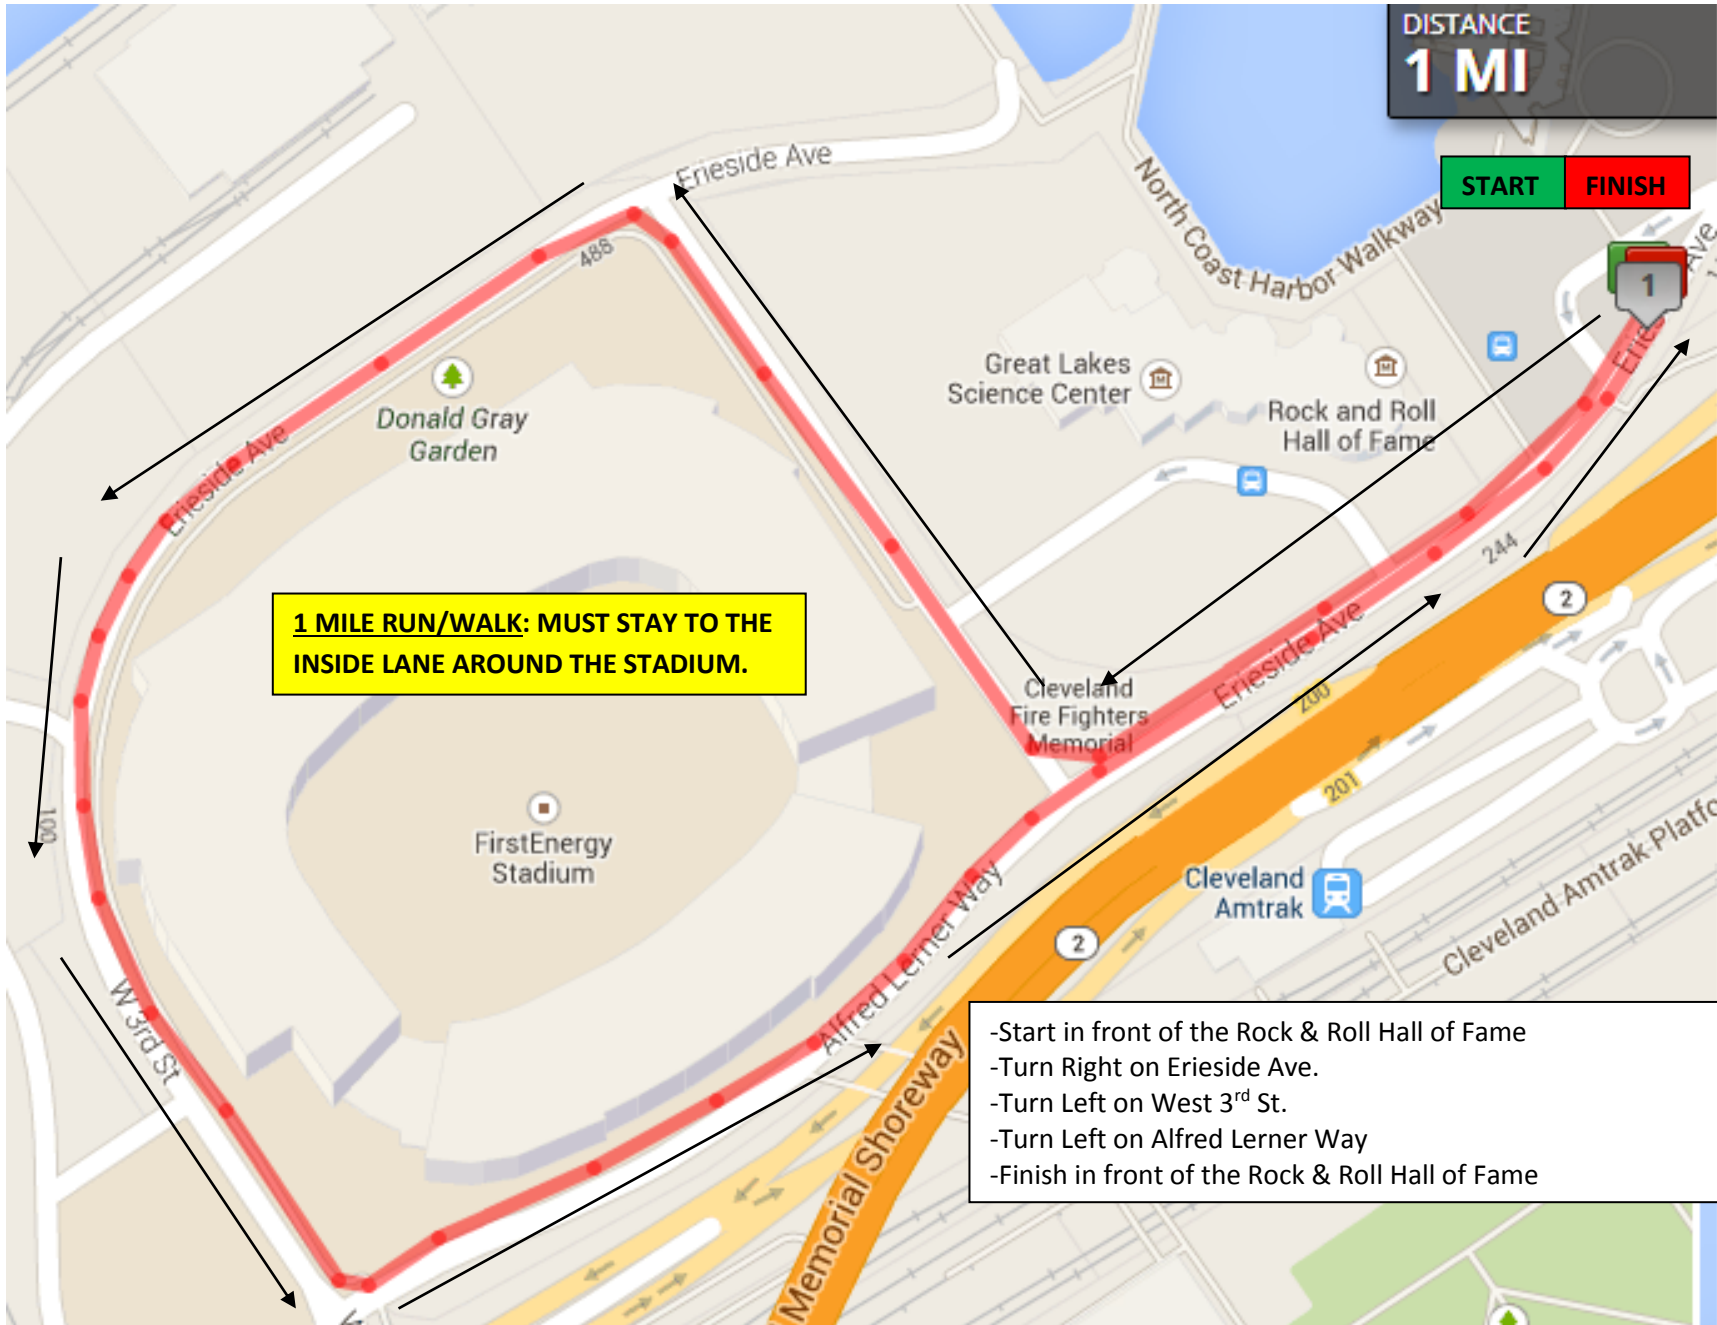 DISTANCE
1 MI
START FINISH
Erieside Ave
North Coast Harbor Walkway
488
Ave
1
Eries
Great Lakes
Science Center
Rock and Roll
Hall of Fame
Donald Gray
Garden
Erieside Ave
244
2
1 MILE RUN/WALK: MUST STAY TO THE
INSIDE LANE AROUND THE STADIUM.
Cleveland
Fire Fighters
Memorial
Erieside Ave
200
201
100
FirstEnergy
Stadium
Cleveland
Amtrak
Cleveland Amtrak Platfo
Alfred Lerner Way
2
W 3rd St
Memorial Shoreway
-Start in front of the Rock & Roll Hall of Fame
-Turn Right on Erieside Ave.
-Turn Left on West 3rd St.
-Turn Left on Alfred Lerner Way
-Finish in front of the Rock & Roll Hall of Fame